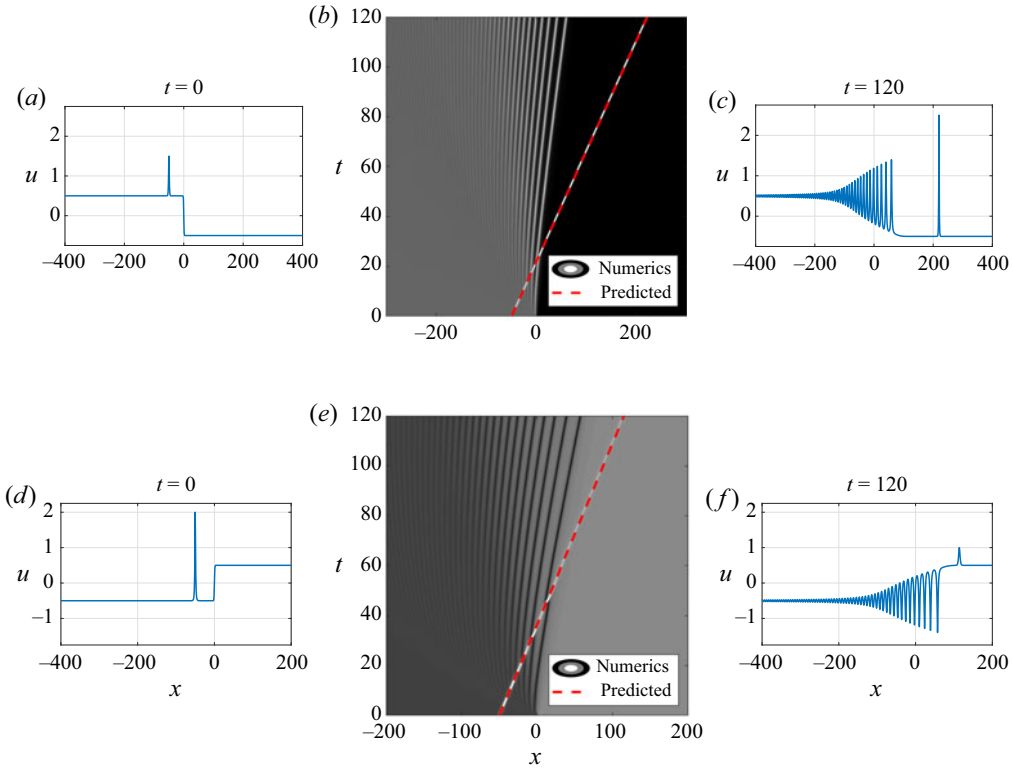 (b) 120
100
80
t 60
40
20
0
–200 0 200
Numerics
Predicted
(a) t = 0
2
u 1
0
–400 –200 0 200 400
(c) t = 120
2
u 1
0
–400 –200 0 200 400
(e) 120
100
80
t 60
40
20
0
–200 –100 0 100 200
x
Numerics
Predicted
(d) t = 0
2
1
u 0
–1
–400 –200 0 200
x
(f) t = 120
2
1
u 0
–1
–400 –200 0 200
x